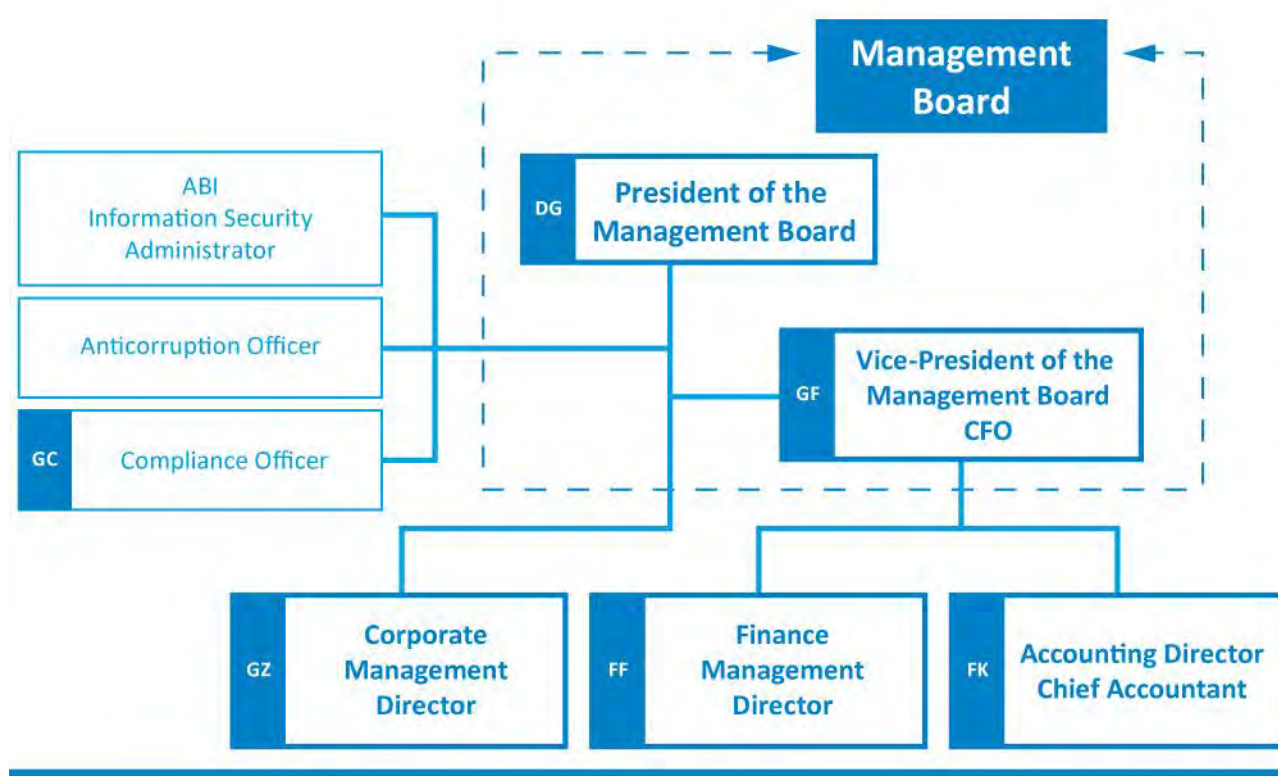 Management
Board
DG
President of the
Management Board
ABI
Information Security
Administrator
Anticorruption Officer
GC
Compliance Officer
GF
Vice-President of the
Management Board
CFO
GZ
Corporate
Management
Director
FF
Finance
Management
Director
FK
Accounting Director
Chief Accountant